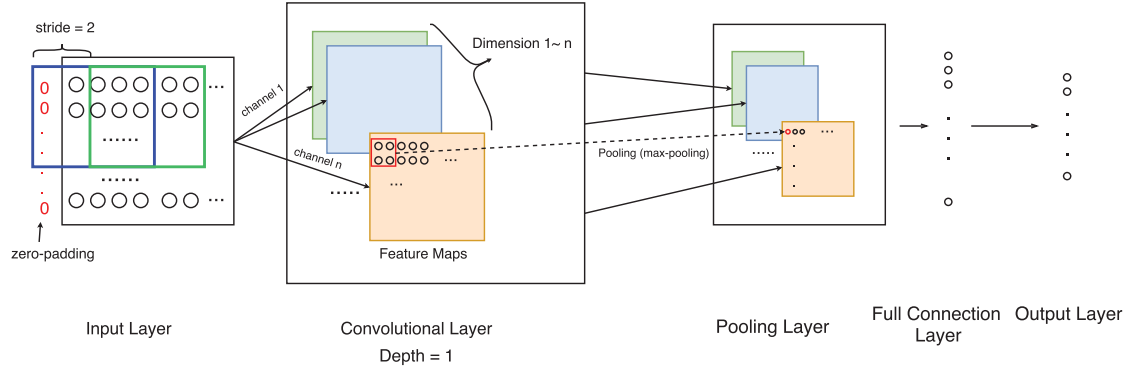 stride = 2
0
0
0
zero-padding
Input Layer
channel 1
channel n
Dimension 1~ n
Feature Maps
Convolutional Layer
Depth = 1
Pooling (max-pooling)
Pooling Layer
Full Connection
Layer
Output Layer